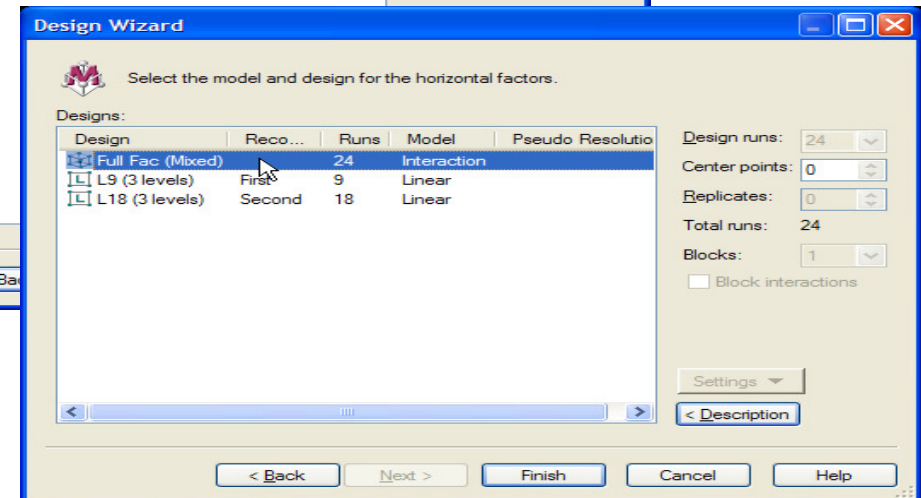 Design Wizard
Select the model and design for the horizontal factors.
Designs:
Design Reco... Runs Model Pseudo Resolutio
Full Fac (Mixed) 24 Interaction
L9 (3 levels) First 9 Linear
L18 (3 levels) Second 18 Linear
Design runs: 24
Center points: 0
Replicates: 0
Total runs: 24
Blocks: 1
Block interactions
Settings
< Description
Ba
< Back Next > Finish Cancel Help